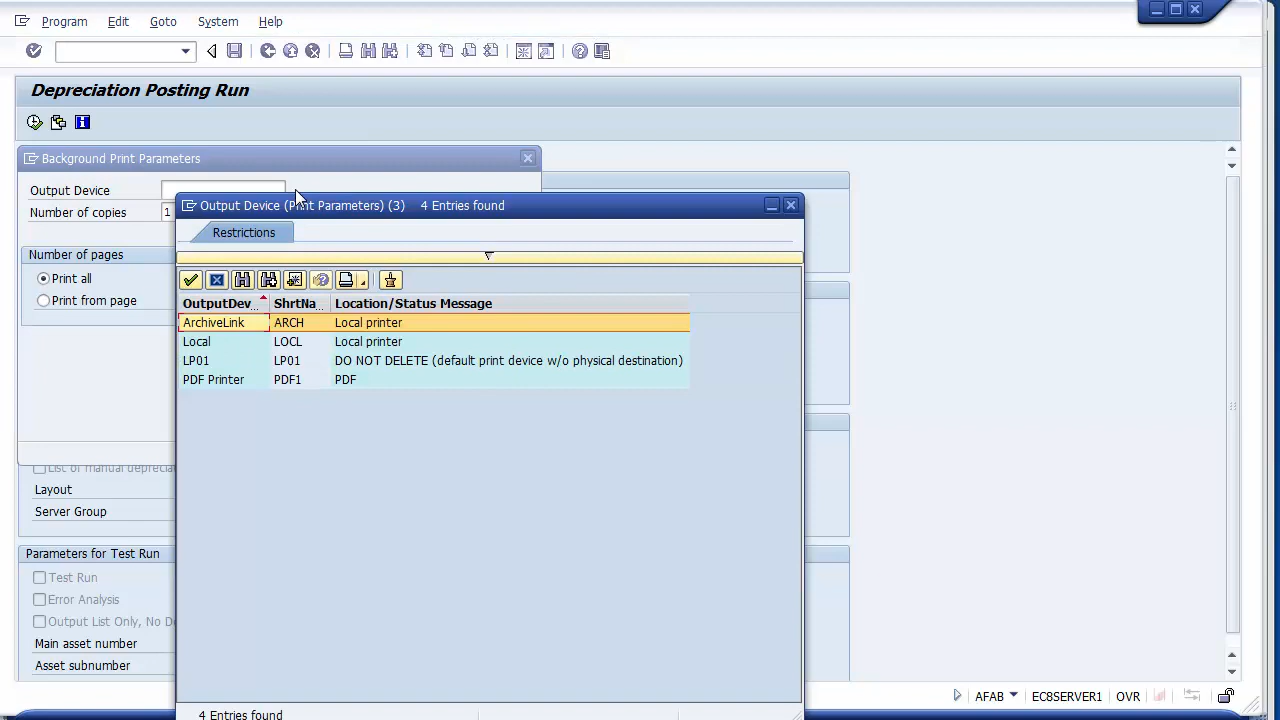 Program Edit Goto System Help
Depreciation Posting Run
Background Print Parameters
Output Device
Number of copies 1
Output Device (Print Parameters) (3) 4 Entries found
Restrictions
Number of pages
Print all
Print from page
OutputDev... ShrtNa... Location/Status Message
ArchiveLink ARCH Local printer
Local LOCL Local printer
LP01 LP01 DO NOT DELETE (default print device w/o physical destination)
PDF Printer PDF1 PDF
List of manual deprecia
Layout
Server Group
Parameters for Test Run
Test Run
Error Analysis
Output List Only, No De
Main asset number
Asset subnumber
AFAB EC8SERVER1 OVR
4 Entries found